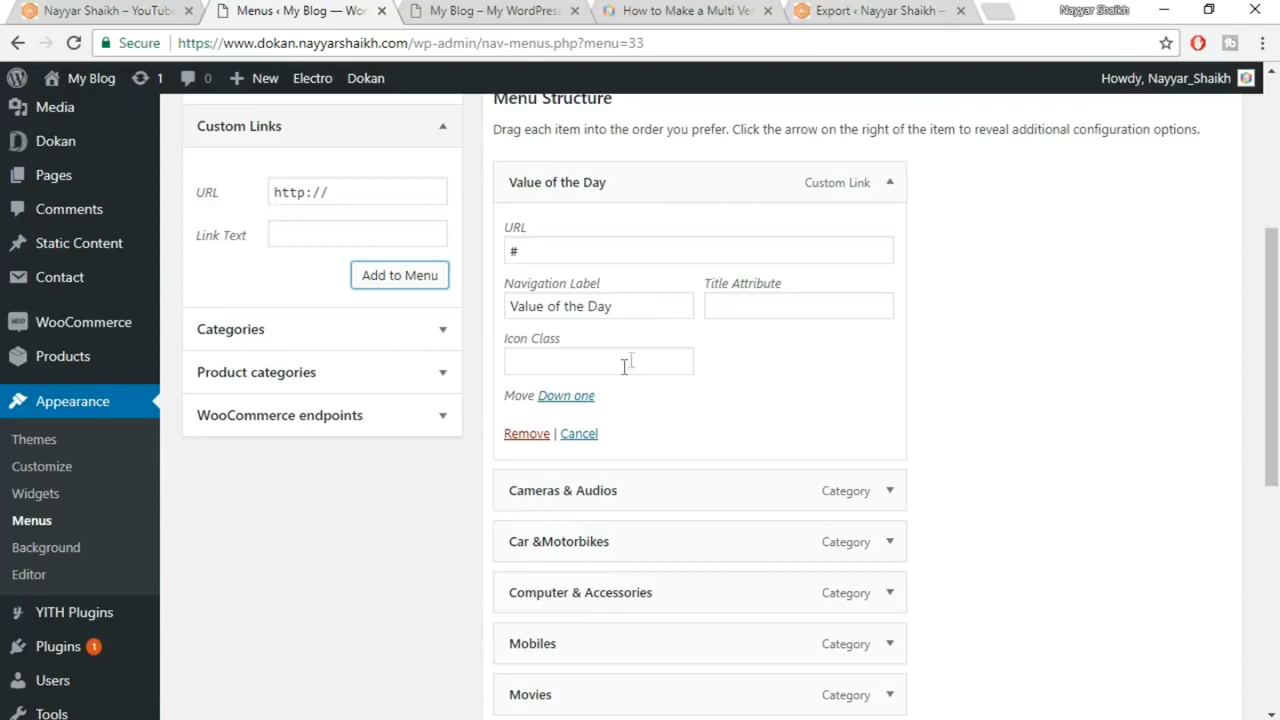 Nayyar Shaikh – YouTub
Menus ‹ My Blog — Wor
My Blog – My WordPress
How to Make a Multi Ve
Export ‹ Nayyar Shaikh —
Nayyar Shaikh
Secure
https://www.dokan.nayyarshaikh.com/wp-admin/nav-menus.php?menu=33
My Blog
1
0
New
Electro
Dokan
Howdy, Nayyar_Shaikh
Media
Dokan
Pages
Comments
Static Content
Contact
WooCommerce
Products
Appearance
Themes
Customize
Widgets
Menus
Background
Editor
YITH Plugins
Plugins 1
Users
Tools
Custom Links
URL
http://
Link Text
Add to Menu
Categories
Product categories
WooCommerce endpoints
Menu Structure
Drag each item into the order you prefer. Click the arrow on the right of the item to reveal additional configuration options.
Value of the Day
Custom Link
URL
#
Navigation Label
Title Attribute
Value of the Day
Icon Class
Move Down one
Remove | Cancel
Cameras & Audios
Category
Car &Motorbikes
Category
Computer & Accessories
Category
Mobiles
Category
Movies
Category